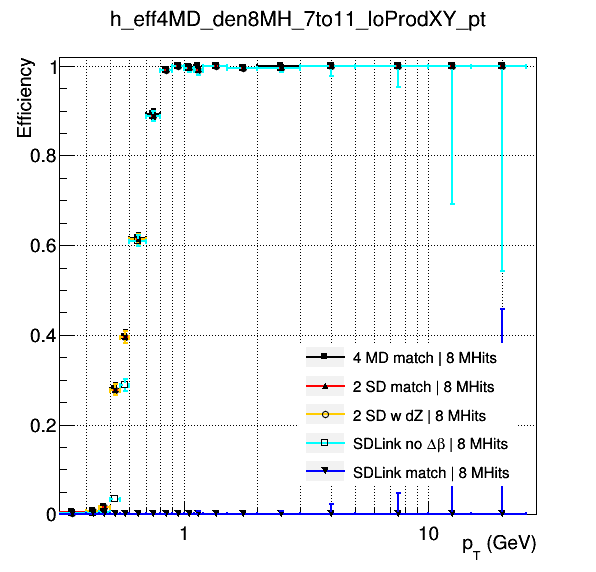 h_eff4MD_den8MH_7to11_loProdXY_pt
Efficiency
1
0.8
0.6
0.4
0.2
0
4 MD match | 8 MHits
2 SD match | 8 MHits
2 SD w dZ | 8 MHits
SDLink no Δβ | 8 MHits
SDLink match | 8 MHits
1
10
p_T (GeV)